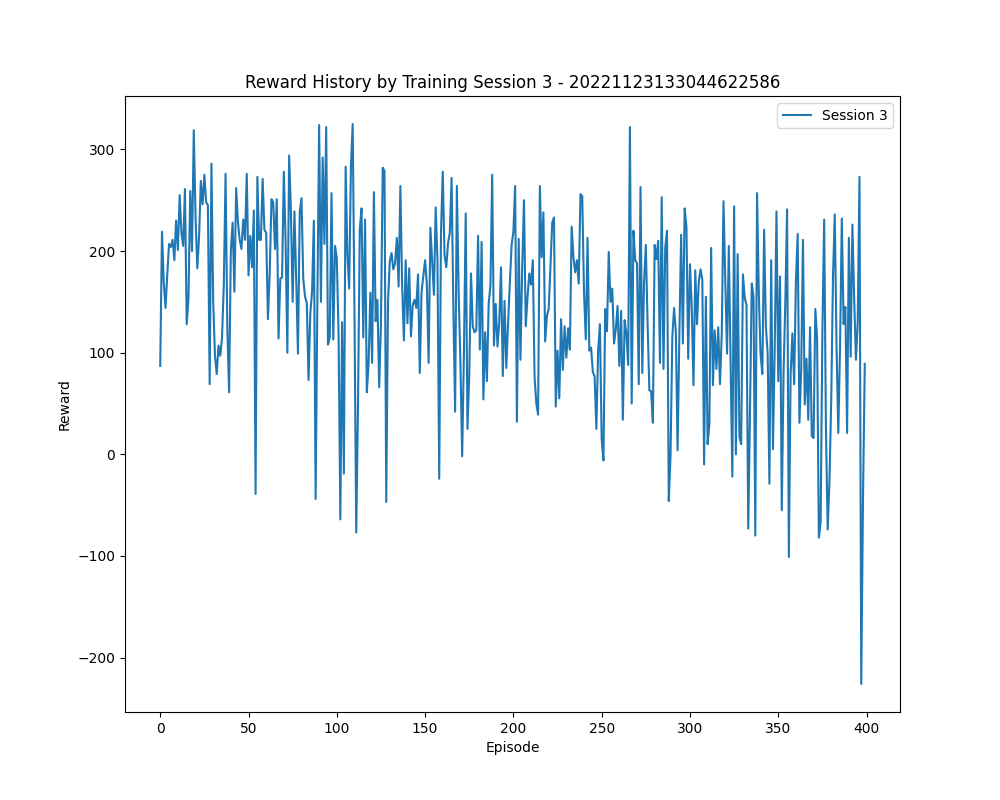 Reward History by Training Session 3 - 20221123133044622586
Session 3
300
200
100
0
−100
−200
Reward
0 50 100 150 200 250 300 350 400
Episode